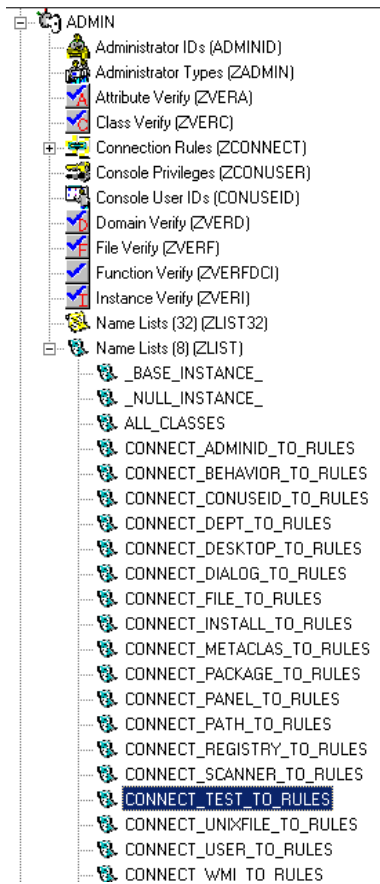 ADMIN
Administrator IDs (ADMINID)
Administrator Types (ZADMIN)
Attribute Verify (ZVERA)
Class Verify (ZVERC)
Connection Rules (ZCONNECT)
Console Privileges (ZCONUSER)
Console User IDs (CONUSEID)
Domain Verify (ZVERD)
File Verify (ZVERF)
Function Verify (ZVERFDCI)
Instance Verify (ZVERI)
Name Lists (32) (ZLIST32)
Name Lists (8) (ZLIST)
_BASE_INSTANCE_
_NULL_INSTANCE_
ALL_CLASSES
CONNECT_ADMINID_TO_RULES
CONNECT_BEHAVIOR_TO_RULES
CONNECT_CONUSEID_TO_RULES
CONNECT_DEPT_TO_RULES
CONNECT_DESKTOP_TO_RULES
CONNECT_DIALOG_TO_RULES
CONNECT_FILE_TO_RULES
CONNECT_INSTALL_TO_RULES
CONNECT_METACLAS_TO_RULES
CONNECT_PACKAGE_TO_RULES
CONNECT_PANEL_TO_RULES
CONNECT_PATH_TO_RULES
CONNECT_REGISTRY_TO_RULES
CONNECT_SCANNER_TO_RULES
CONNECT_TEST_TO_RULES
CONNECT_UNIXFILE_TO_RULES
CONNECT_USER_TO_RULES
CONNECT_WMI_TO_RULES